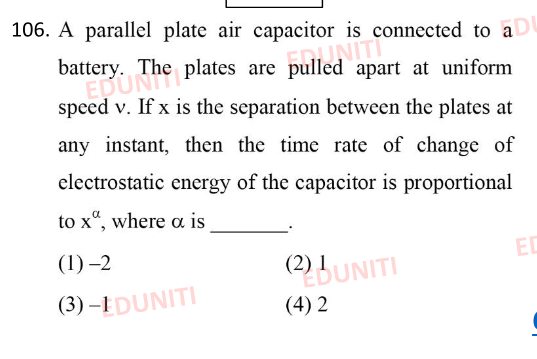 106. A parallel plate air capacitor is connected to a
battery. The plates are pulled apart at uniform
speed v. If x is the separation between the plates at
any instant, then the time rate of change of
electrostatic energy of the capacitor is proportional
to xᵅ, where α is ______.
(1) –2 (2) 1
(3) –1 (4) 2
EDUNITI
EDUNITI
EDUNITI
EDUNITI